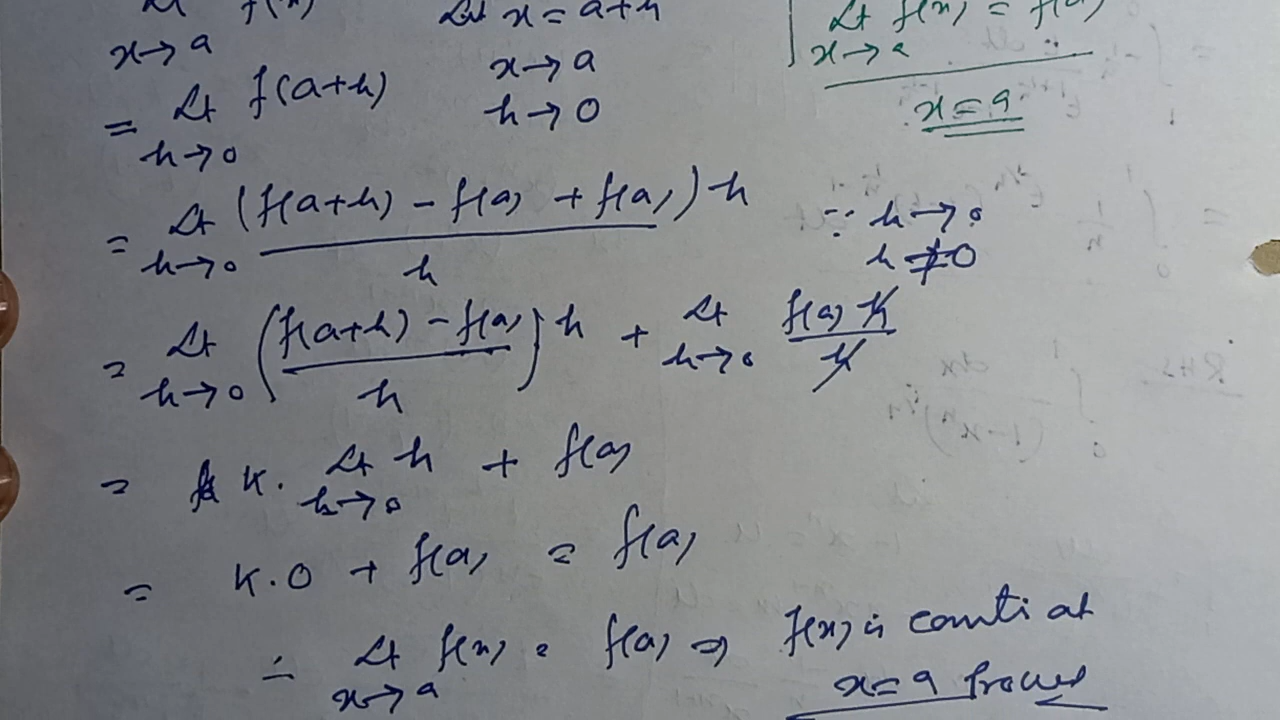 Lt f(x) Let x = a+h
x→a x→a
Lt f(x) = f(a)
x→a
x=a
= Lt f(a+h) h→0
h→0
= Lt (f(a+h) - f(a) + f(a)) h ∵ h→0
h→0 h h≠0
= Lt (f(a+h) - f(a)) h + Lt f(a) h
h→0 h h→0 h
= K. Lt h + f(a)
h→0
= K.0 + f(a) = f(a)
∴ Lt f(x) = f(a) ⇒ f(x) is conti at
x→a x=a Proved